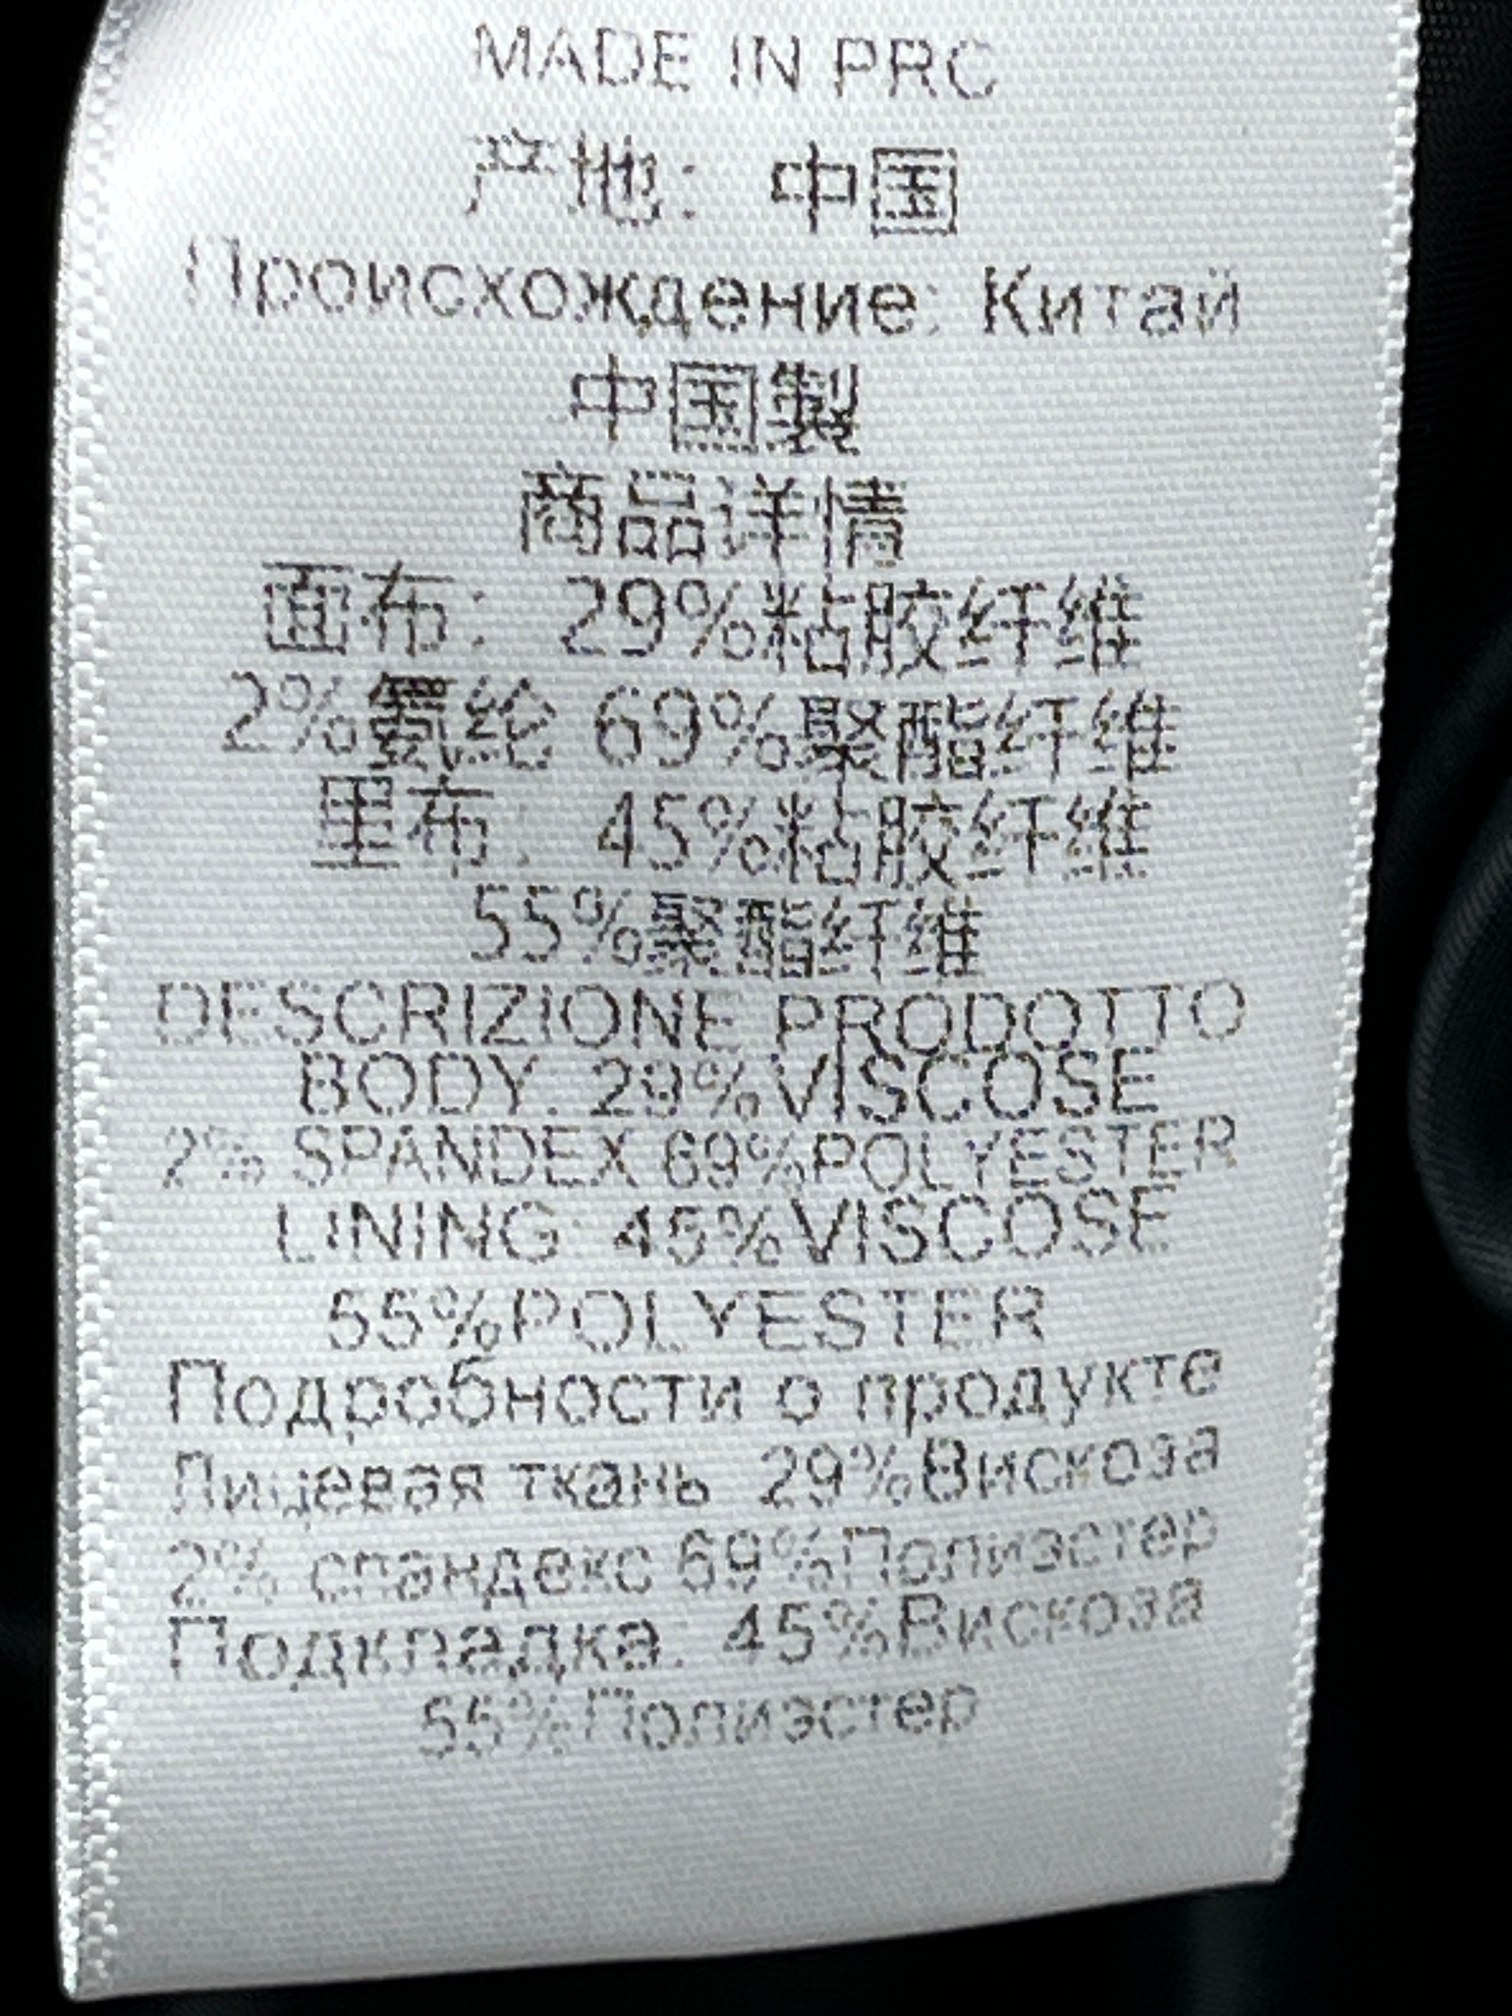 MADE IN PRC
产地: 中国
Происхождение: Китай
中国製
商品详情
面布: 29%粘胶纤维
2%氨纶 69%聚酯纤维
里布: 45%粘胶纤维
55%聚酯纤维
DESCRIZIONE PRODOTTO
BODY: 29%VISCOSE
2% SPANDEX 69%POLYESTER
LINING: 45%VISCOSE
55%POLYESTER
Подробности о продукте
Лицевая ткань 29%Вискоза
2% спандекс 69%Полиэстер
Подкладка: 45%Вискоза
55%Полиэстер